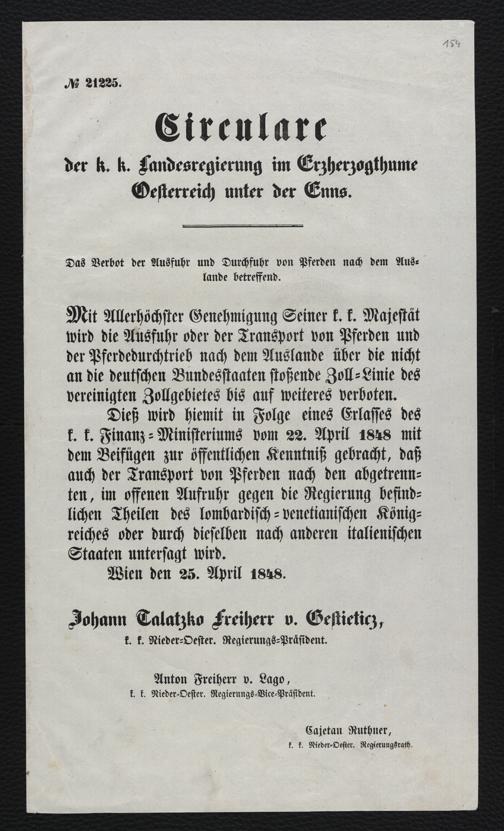 154
№ 21225.
Circulare
der k. k. Landesregierung im Erzherzogthume
Oesterreich unter der Enns.
Das Verbot der Ausfuhr und Durchfuhr von Pferden nach dem Aus-
lande betreffend.
Mit Allerhöchster Genehmigung Seiner k. k. Majestät
wird die Ausfuhr oder der Transport von Pferden und
der Pferdedurchtrieb nach dem Auslande über die nicht
an die deutschen Bundesstaaten stoßende Zoll-Linie des
vereinigten Zollgebietes bis auf weiteres verboten.
Dieß wird hiemit in Folge eines Erlasses des
k. k. Finanz-Ministeriums vom 22. April 1848 mit
dem Beifügen zur öffentlichen Kenntniß gebracht, daß
auch der Transport von Pferden nach den abgetrenn-
ten, im offenen Aufruhr gegen die Regierung befind-
lichen Theilen des lombardisch-venetianischen König-
reiches oder durch dieselben nach anderen italienischen
Staaten untersagt wird.
Wien den 25. April 1848.
Johann Talatzko Freiherr v. Gestieticz,
k. k. Nieder-Oester. Regierungs-Präsident.
Anton Freiherr v. Lago,
k. k. Nieder-Oester. Regierungs-Vice-Präsident.
Cajetan Ruthner,
k. k. Nieder-Oester. Regierungsrath.